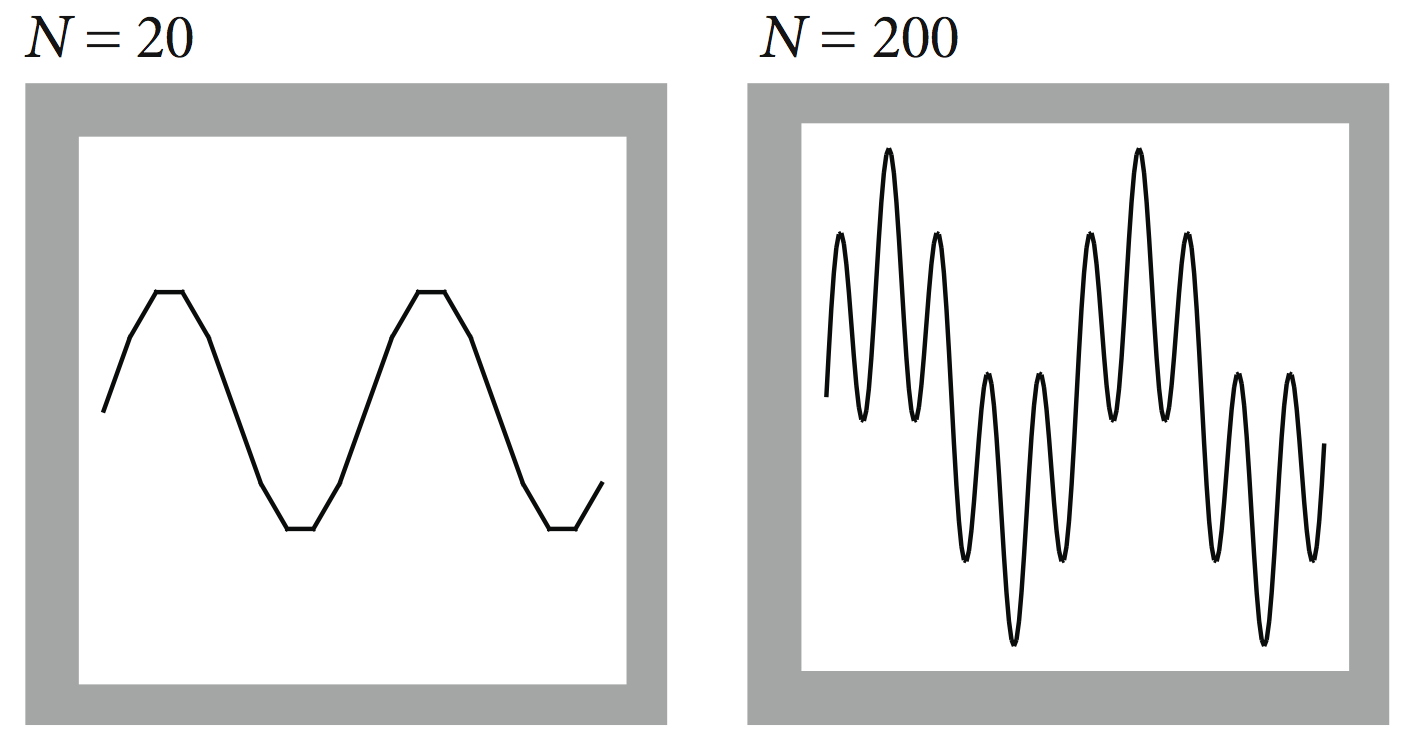 N = 20
N = 200